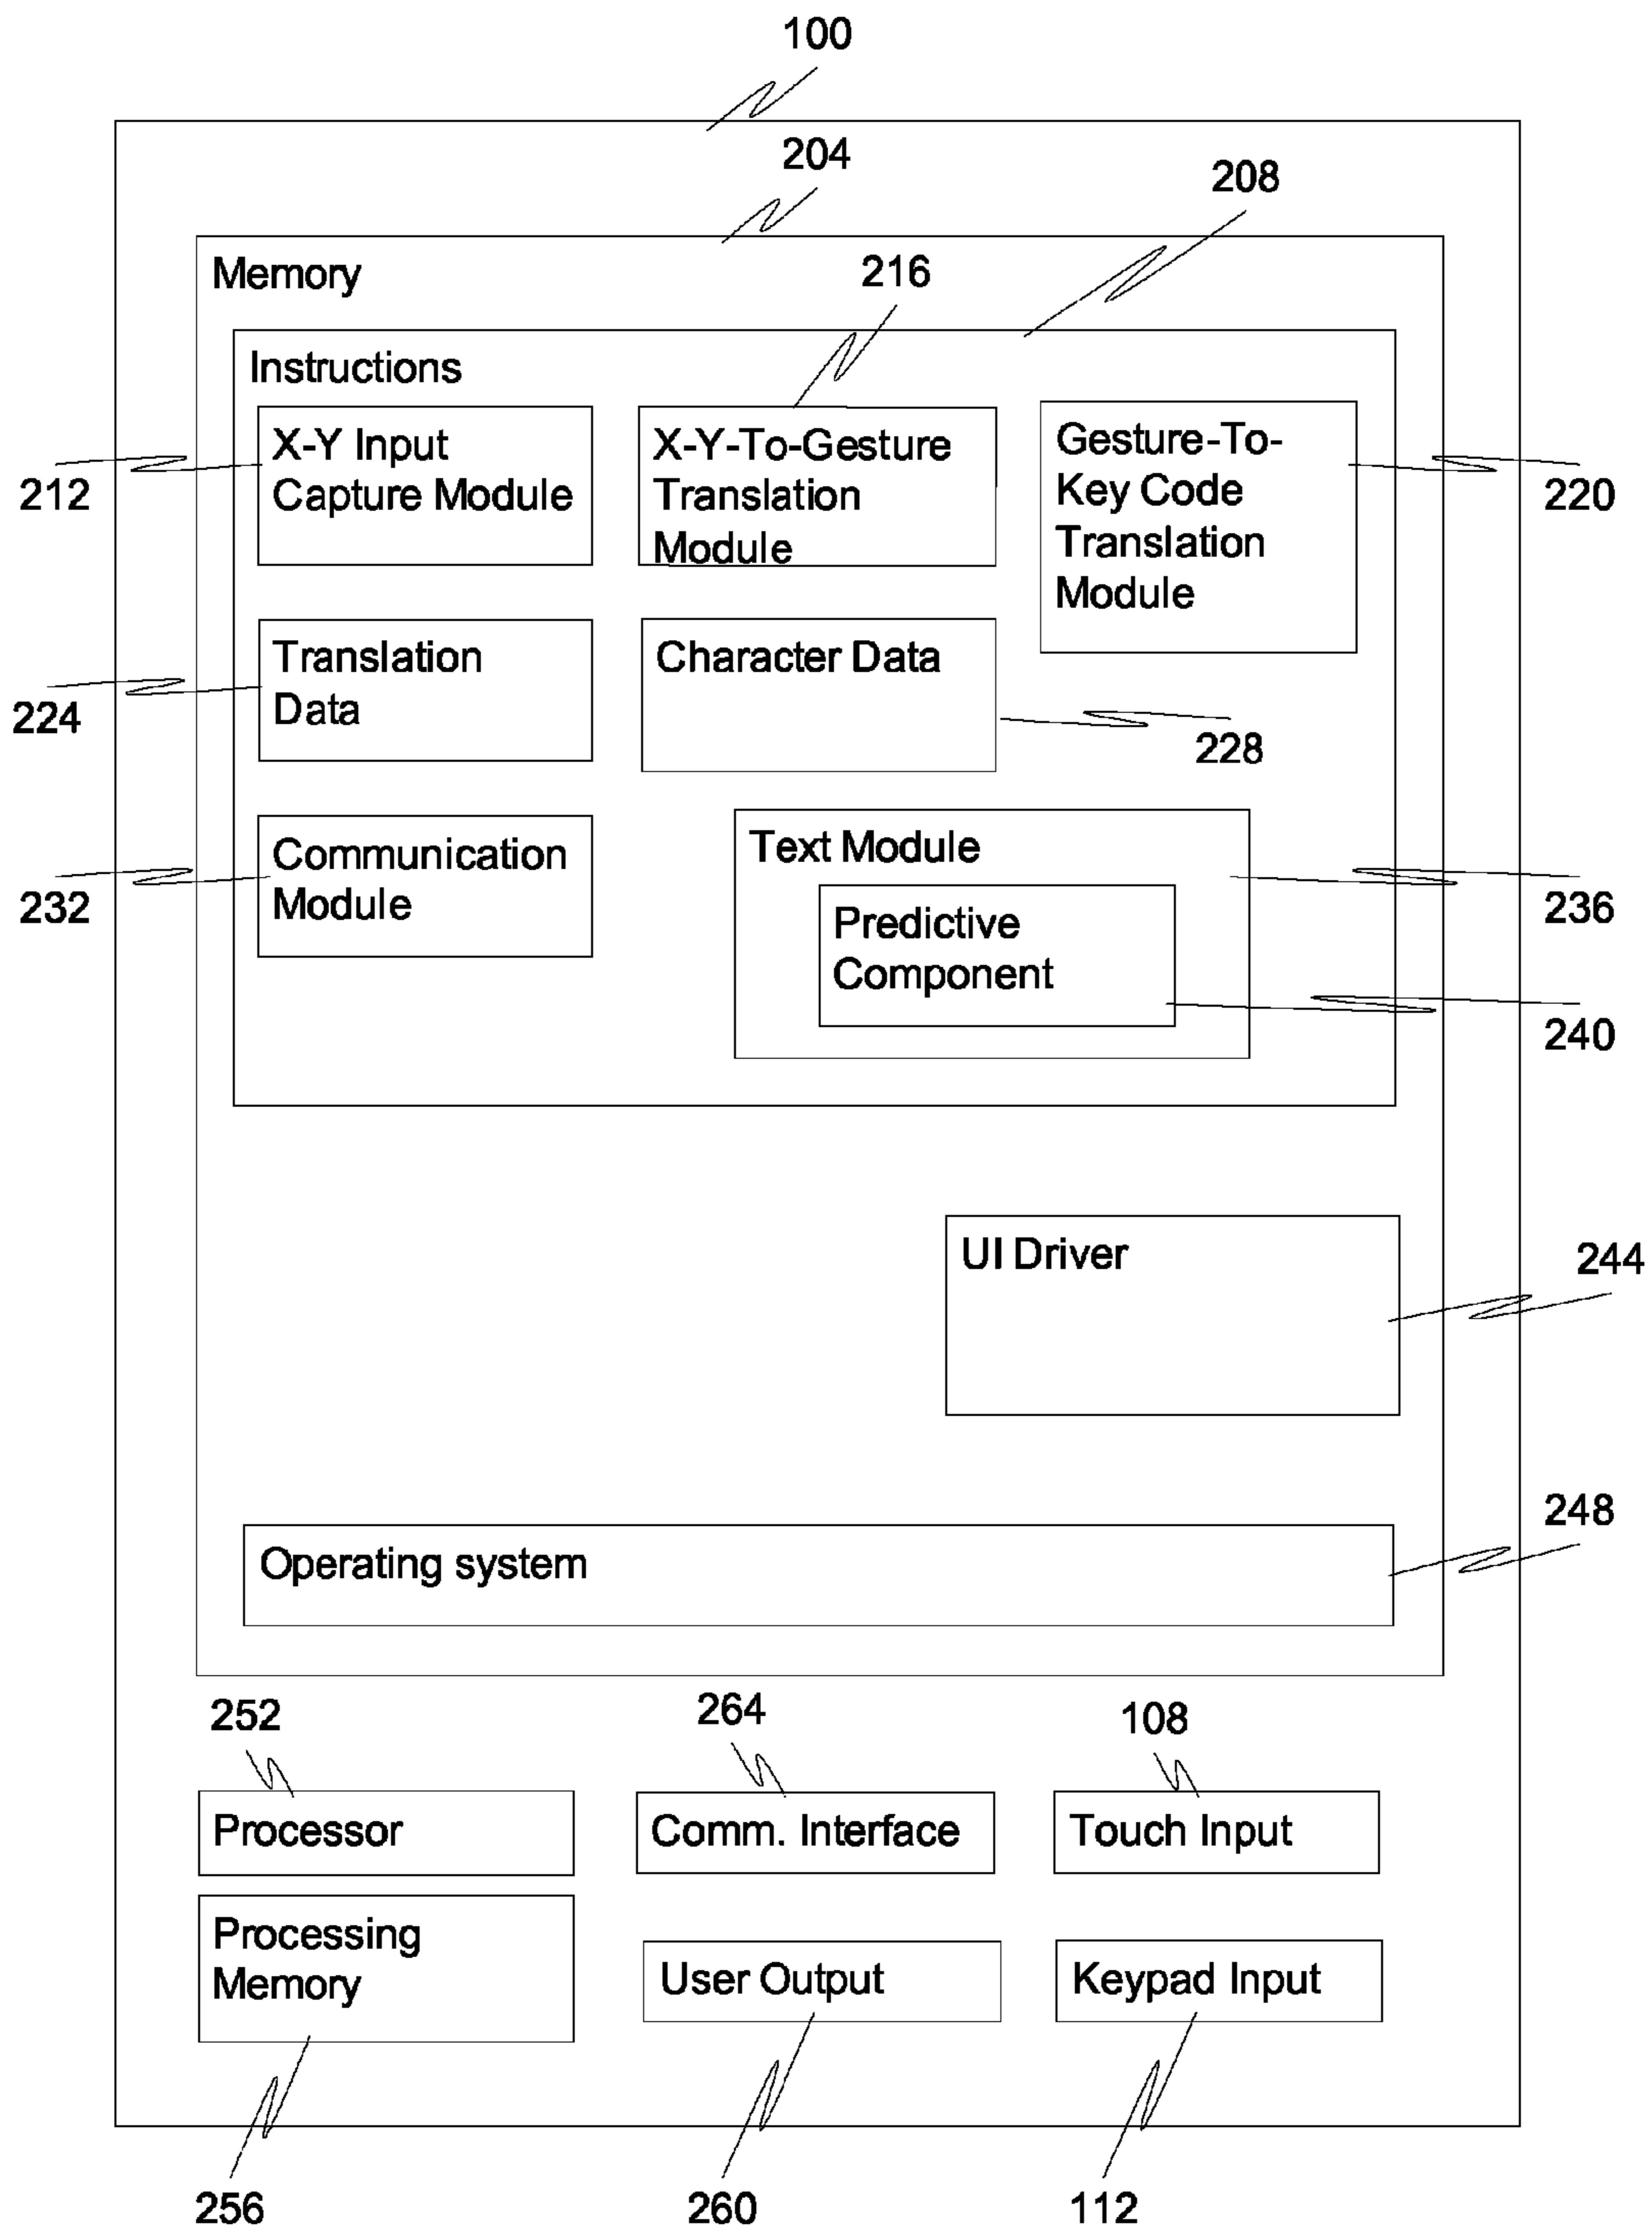 100
204
208
Memory
216
Instructions
X-Y Input
Capture Module
212
X-Y-To-Gesture
Translation
Module
Gesture-To-
Key Code
Translation
Module
220
Translation
Data
224
Character Data
228
Communication
Module
232
Text Module
236
Predictive
Component
240
UI Driver
244
248
Operating system
252
264
108
Processor
Comm. Interface
Touch Input
Processing
Memory
User Output
Keypad Input
256
260
112